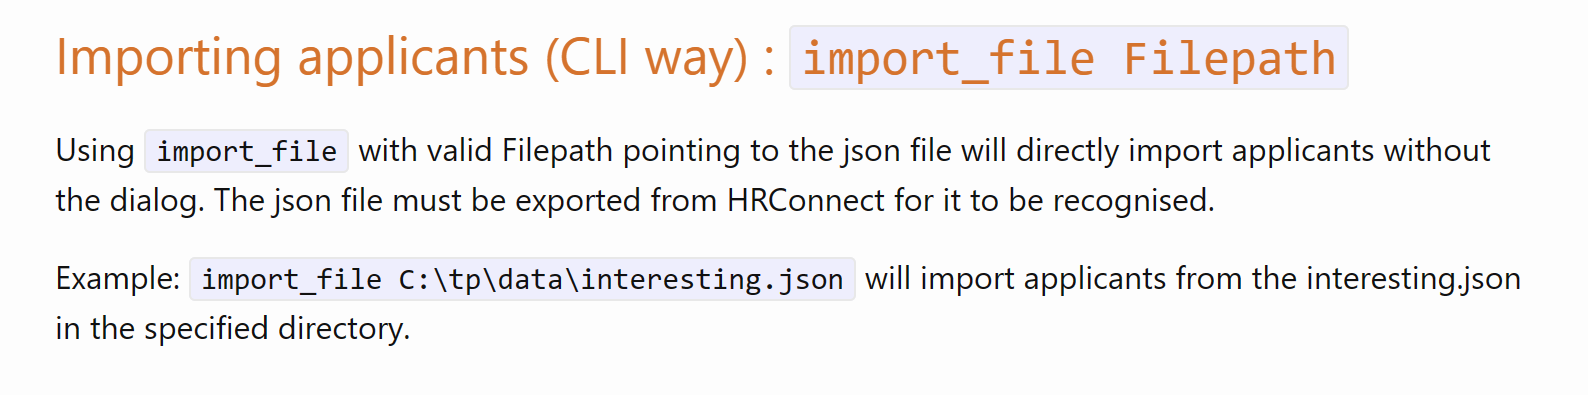 Importing applicants (CLI way) : import_file Filepath
Using import_file with valid Filepath pointing to the json file will directly import applicants without
the dialog. The json file must be exported from HRConnect for it to be recognised.
Example: import_file C:\tp\data\interesting.json will import applicants from the interesting.json
in the specified directory.